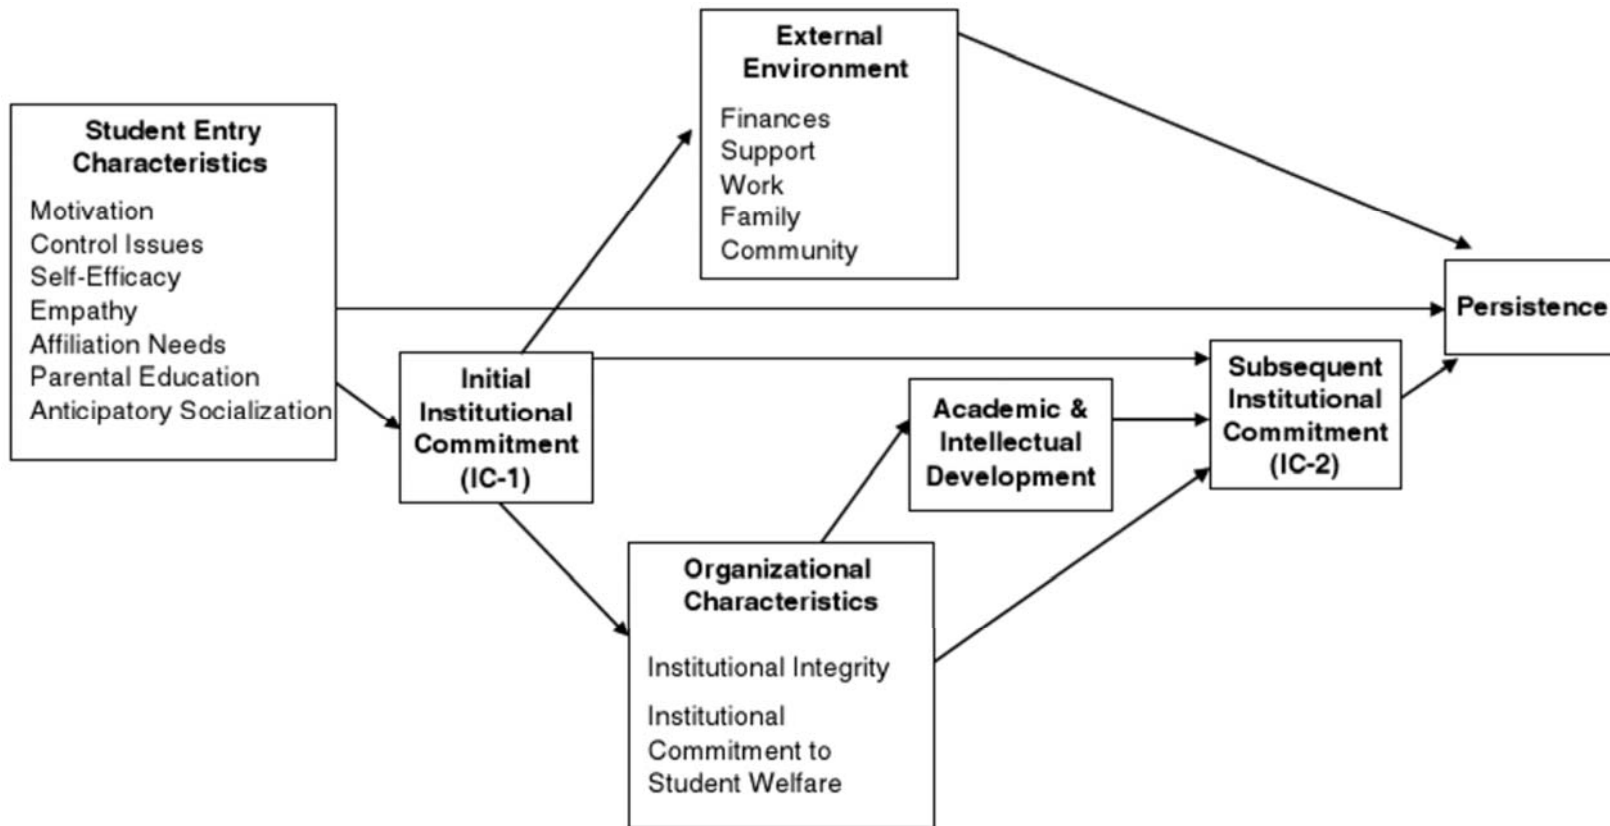 External
Environment
Finances
Support
Work
Family
Community
Student Entry
Characteristics
Motivation
Control Issues
Self-Efficacy
Empathy
Affiliation Needs
Parental Education
Anticipatory Socialization
Persistence
Initial
Institutional
Commitment
(IC-1)
Academic &
Intellectual
Development
Subsequent
Institutional
Commitment
(IC-2)
Organizational
Characteristics
Institutional Integrity
Institutional
Commitment to
Student Welfare